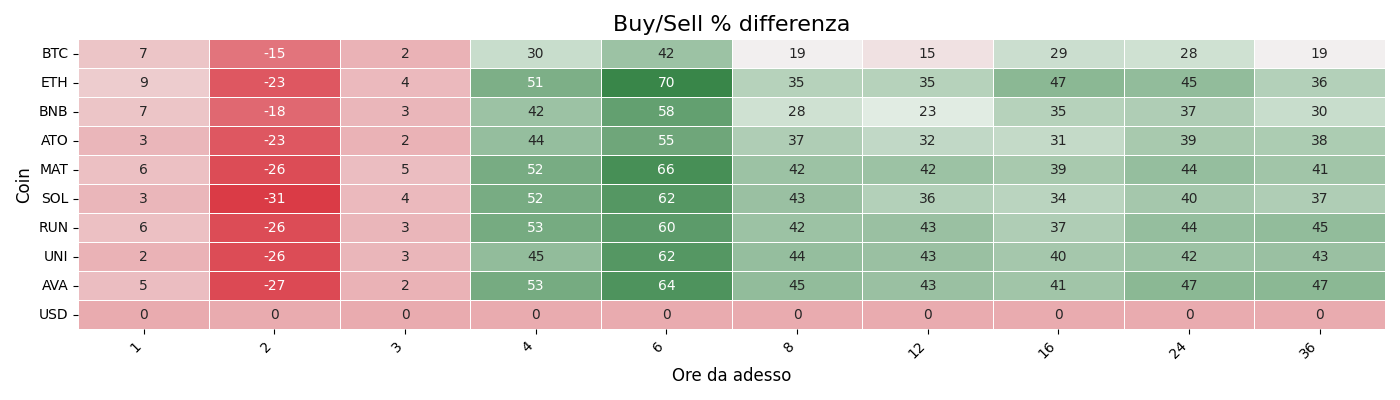 Buy/Sell % differenza
Coin
BTC 7 -15 2 30 42 19 15 29 28 19
ETH 9 -23 4 51 70 35 35 47 45 36
BNB 7 -18 3 42 58 28 23 35 37 30
ATO 3 -23 2 44 55 37 32 31 39 38
MAT 6 -26 5 52 66 42 42 39 44 41
SOL 3 -31 4 52 62 43 36 34 40 37
RUN 6 -26 3 53 60 42 43 37 44 45
UNI 2 -26 3 45 62 44 43 40 42 43
AVA 5 -27 2 53 64 45 43 41 47 47
USD 0 0 0 0 0 0 0 0 0 0
1 2 3 4 6 8 12 16 24 36
Ore da adesso